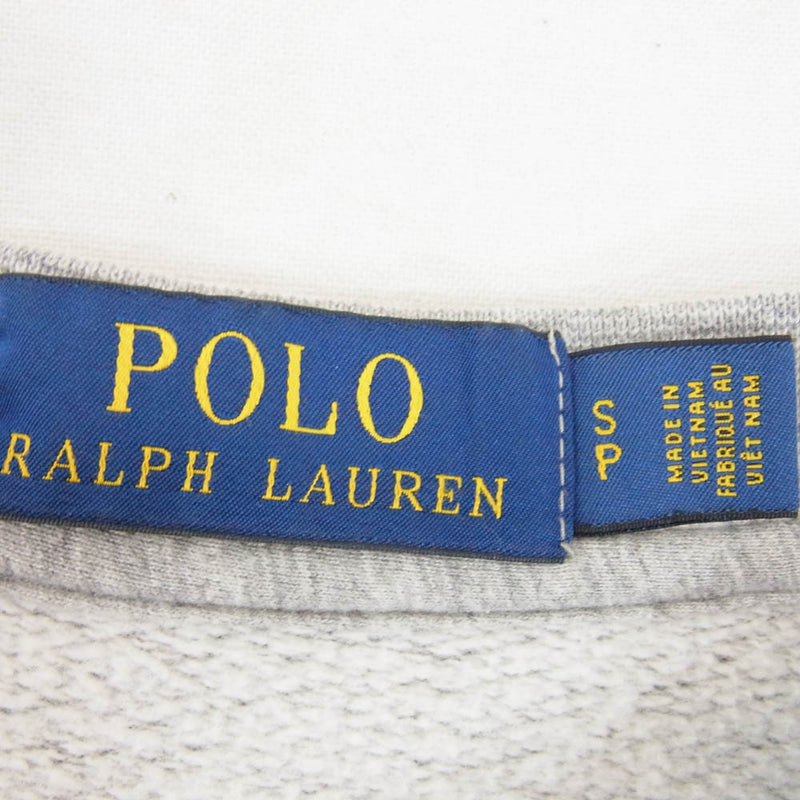 POLO
RALPH LAUREN
S
P
MADE IN
VIETNAM
FABRIQUÉ AU
VIÊT NAM